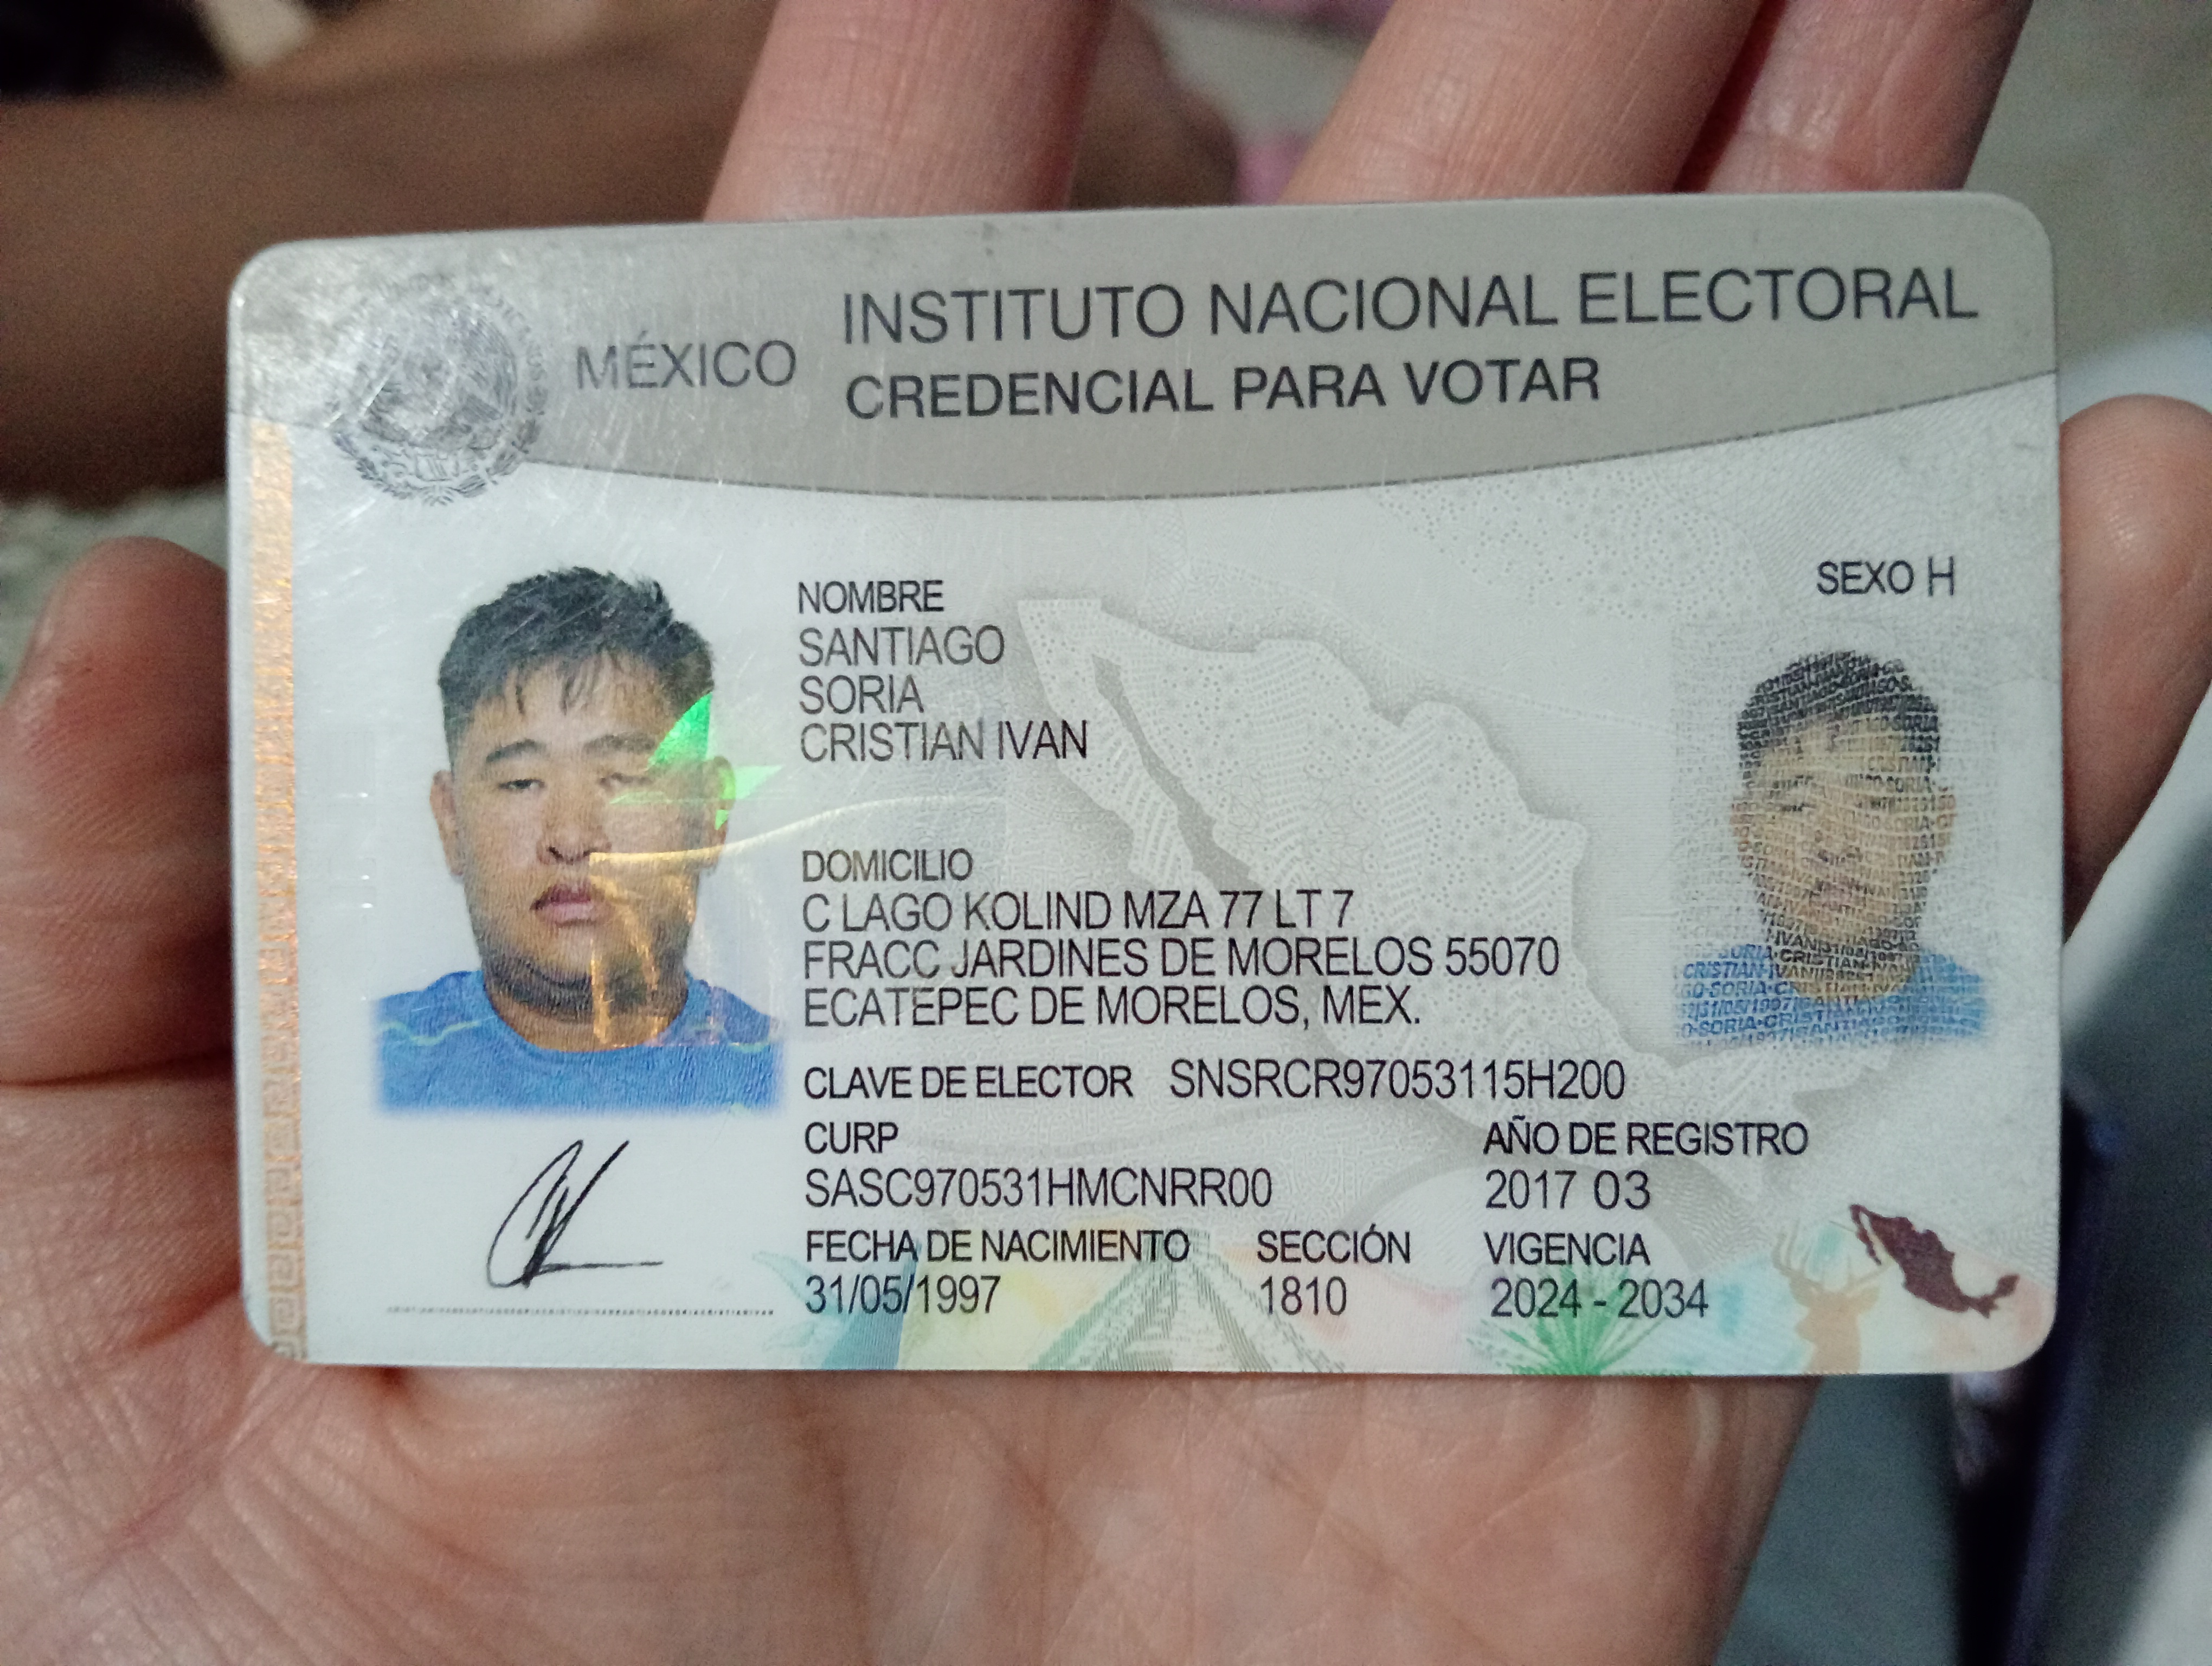 MÉXICO
INSTITUTO NACIONAL ELECTORAL
CREDENCIAL PARA VOTAR
NOMBRE
SANTIAGO
SORIA
CRISTIAN IVAN
SEXO H
DOMICILIO
C LAGO KOLIND MZA 77 LT 7
FRACC JARDINES DE MORELOS 55070
ECATEPEC DE MORELOS, MEX.
CLAVE DE ELECTOR SNSRCR97053115H200
CURP
SASC970531HMCNRR00
AÑO DE REGISTRO
2017 03
FECHA DE NACIMIENTO
31/05/1997
SECCIÓN
1810
VIGENCIA
2024 - 2034